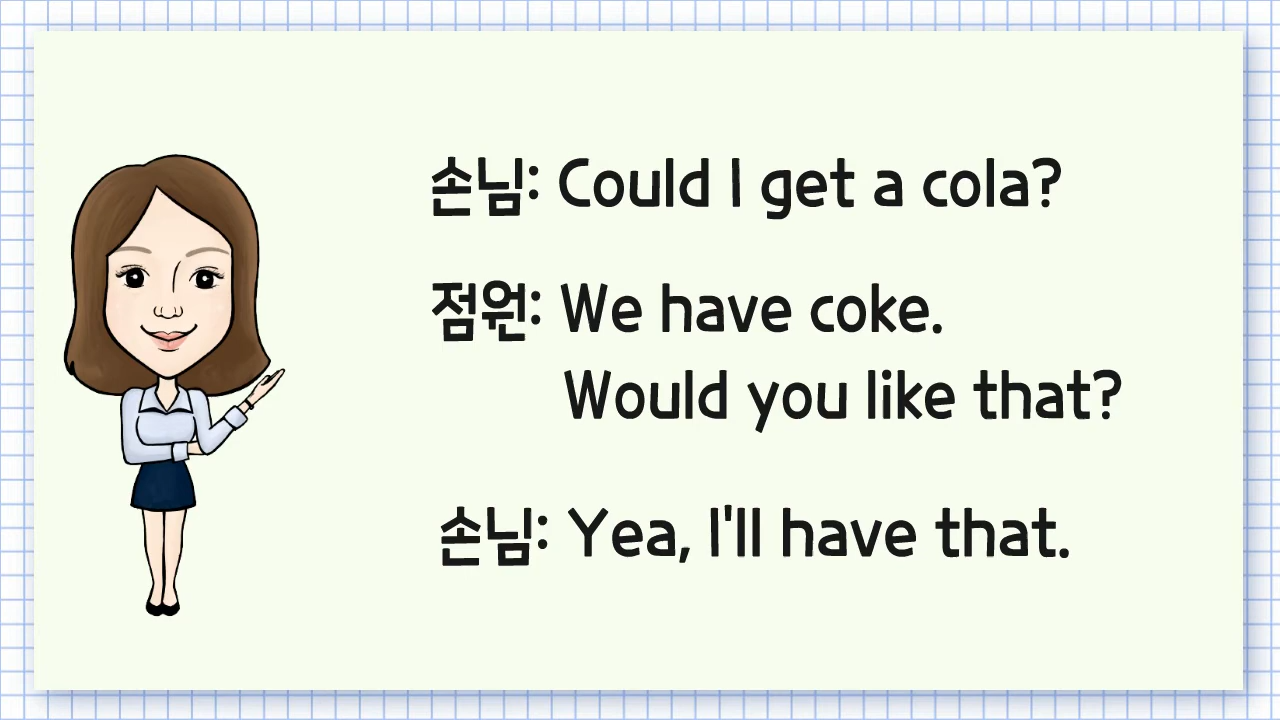 손님: Could I get a cola?
점원: We have coke.
Would you like that?
손님: Yea, I'll have that.